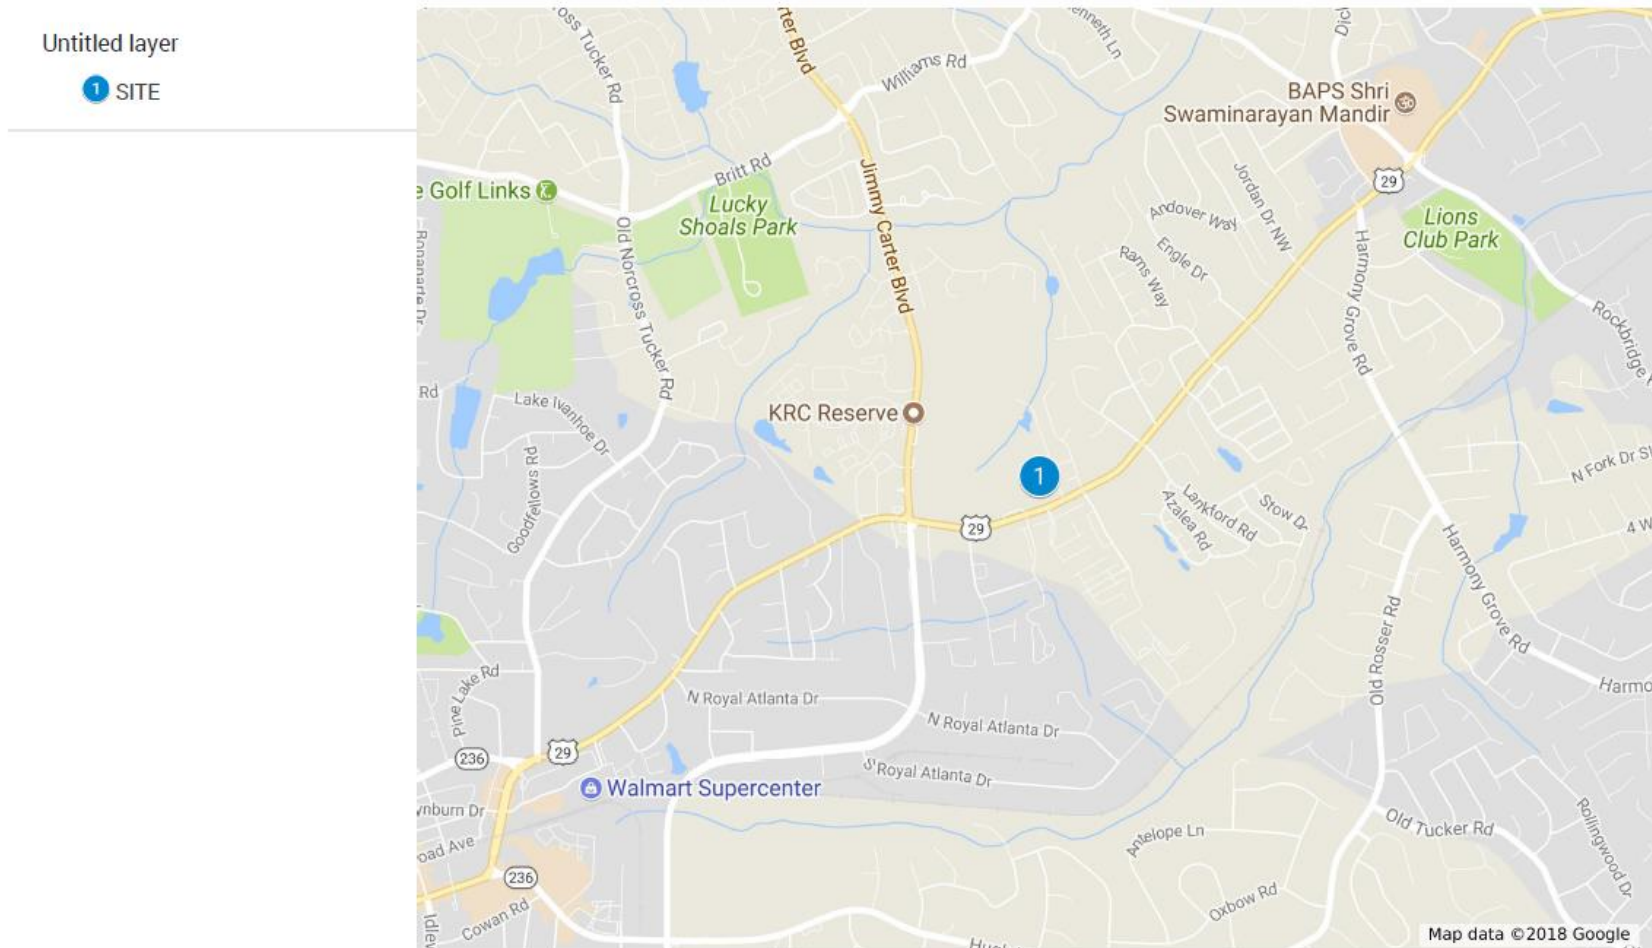 Untitled layer
1 SITE
Old Norcross Tucker Rd
Jimmy Carter Blvd
Williams Rd
Britt Rd
BAPS Shri
Swaminarayan Mandir
29
Golf Links
Lucky
Shoals Park
Jordan Dr NW
Andover Way
Engle Dr
Rams Way
Lions
Club Park
Harmony Grove Rd
Rockbridge
Rd
Lake Ivanhoe Dr
Goodfellows Rd
KRC Reserve
1
29
Lankford Rd
Azalea Rd
Stow Dr
N Fork Dr
4
Harmony Grove Rd
Old Rosser Rd
Pine Lake Rd
N Royal Atlanta Dr
N Royal Atlanta Dr
S Royal Atlanta Dr
236
29
Walmart Supercenter
Antelope Ln
Old Tucker Rd
Rollingwood Dr
Oxbow Rd
236
Cowan Rd
Map data ©2018 Google